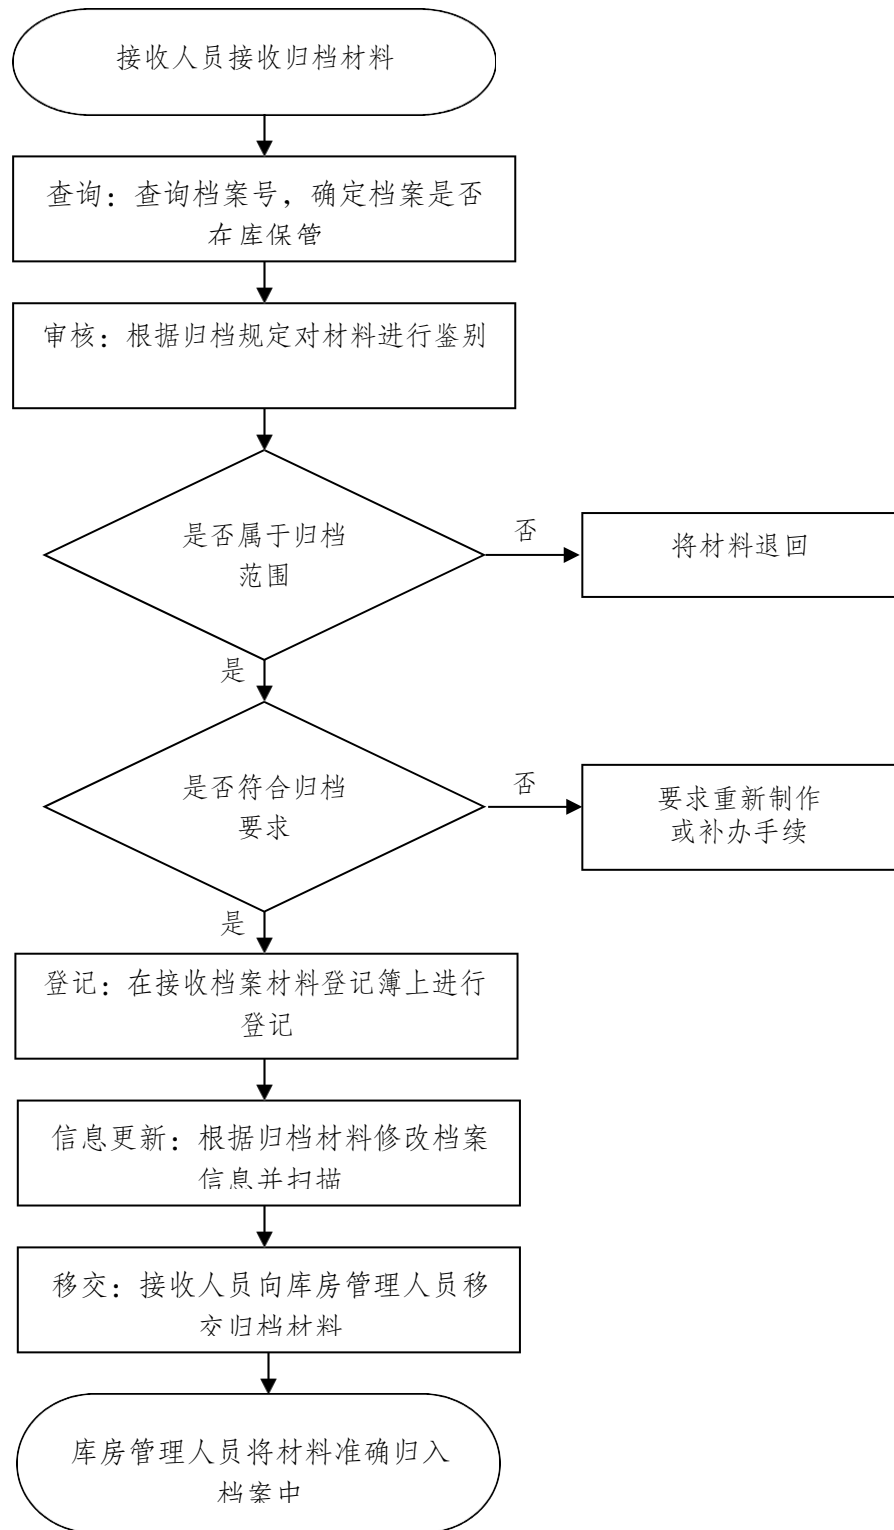 接收人员接收归档材料
查询：查询档案号，确定档案是否
在库保管
审核：根据归档规定对材料进行鉴别
是否属于归档
范围
否
将材料退回
是
是否符合归档
要求
否
要求重新制作
或补办手续
是
登记：在接收档案材料登记簿上进行
登记
信息更新：根据归档材料修改档案
信息并扫描
移交：接收人员向库房管理人员移
交归档材料
库房管理人员将材料准确归入
档案中